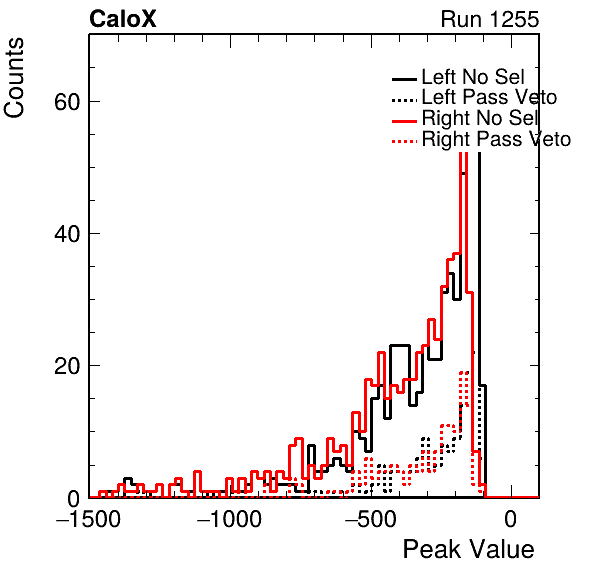 CaloX Run 1255
Counts
Left No Sel
Left Pass Veto
Right No Sel
Right Pass Veto
60
40
20
0
−1500 −1000 −500 0
Peak Value